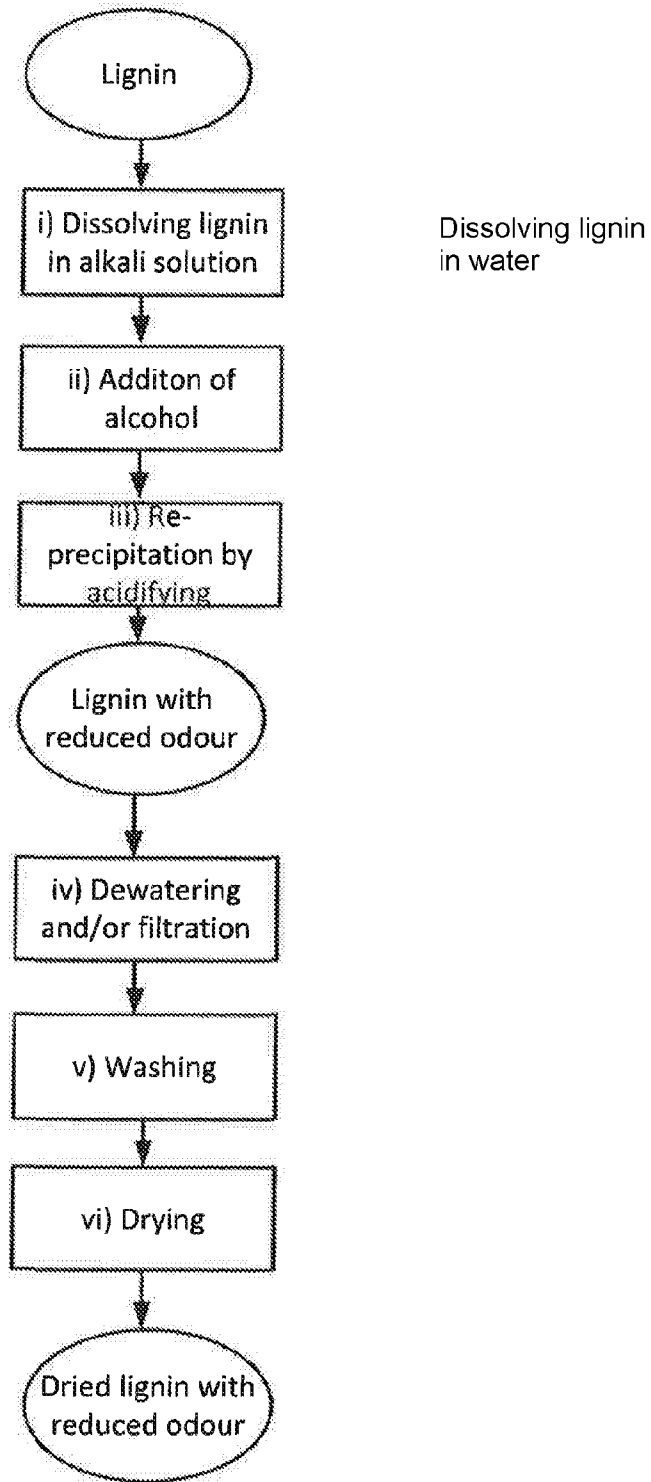 Lignin
i) Dissolving lignin
in alkali solution
Dissolving lignin
in water
ii) Additon of
alcohol
iii) Re-
precipitation by
acidifying
Lignin with
reduced odour
iv) Dewatering
and/or filtration
v) Washing
vi) Drying
Dried lignin with
reduced odour